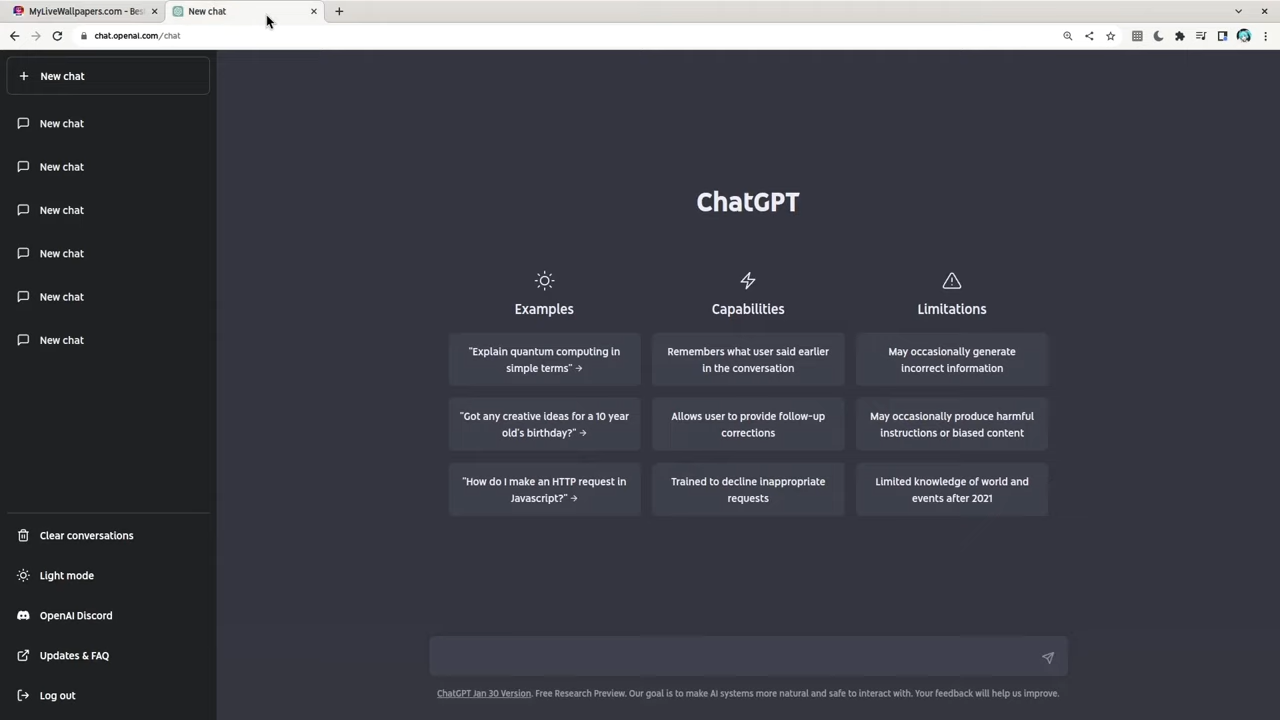 MyLiveWallpapers.com - Bes
New chat
chat.openai.com/chat
New chat
New chat
New chat
New chat
New chat
New chat
New chat
Clear conversations
Light mode
OpenAI Discord
Updates & FAQ
Log out
ChatGPT
Examples
"Explain quantum computing in
simple terms" →
"Got any creative ideas for a 10 year
old's birthday?" →
"How do I make an HTTP request in
Javascript?" →
Capabilities
Remembers what user said earlier
in the conversation
Allows user to provide follow-up
corrections
Trained to decline inappropriate
requests
Limitations
May occasionally generate
incorrect information
May occasionally produce harmful
instructions or biased content
Limited knowledge of world and
events after 2021
ChatGPT Jan 30 Version. Free Research Preview. Our goal is to make AI systems more natural and safe to interact with. Your feedback will help us improve.